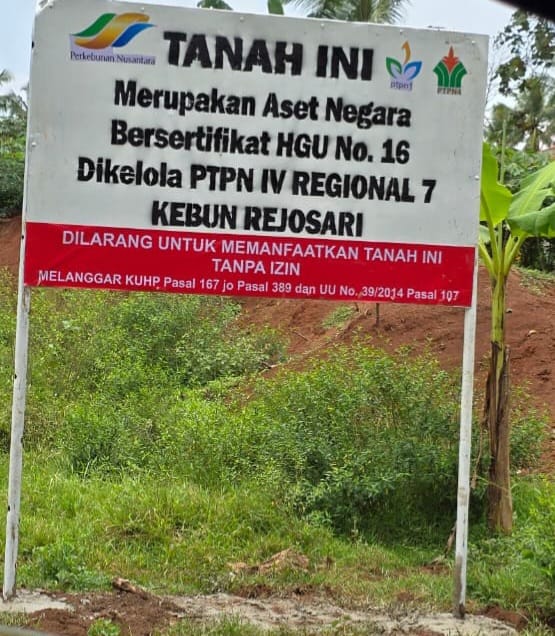 Perkebunan Nusantara
TANAH INI
ptpn1
PTPN4
Merupakan Aset Negara
Bersertifikat HGU No. 16
Dikelola PTPN IV REGIONAL 7
KEBUN REJOSARI
DILARANG UNTUK MEMANFAATKAN TANAH INI
TANPA IZIN
MELANGGAR KUHP Pasal 167 jo Pasal 389 dan UU No. 39/2014 Pasal 107